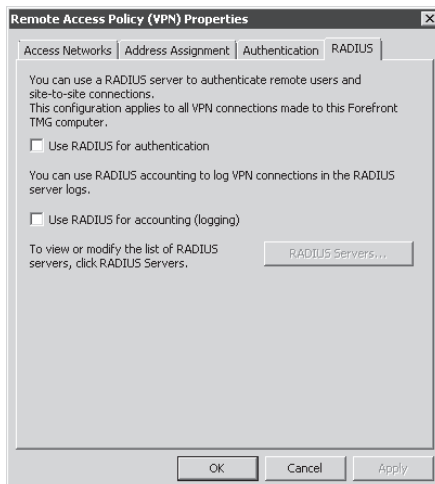 Remote Access Policy (VPN) Properties
Access Networks Address Assignment Authentication RADIUS
You can use a RADIUS server to authenticate remote users and
site-to-site connections.
This configuration applies to all VPN connections made to this Forefront
TMG computer.
Use RADIUS for authentication
You can use RADIUS accounting to log VPN connections in the RADIUS
server logs.
Use RADIUS for accounting (logging)
To view or modify the list of RADIUS
servers, click RADIUS Servers.
RADIUS Servers...
OK Cancel Apply